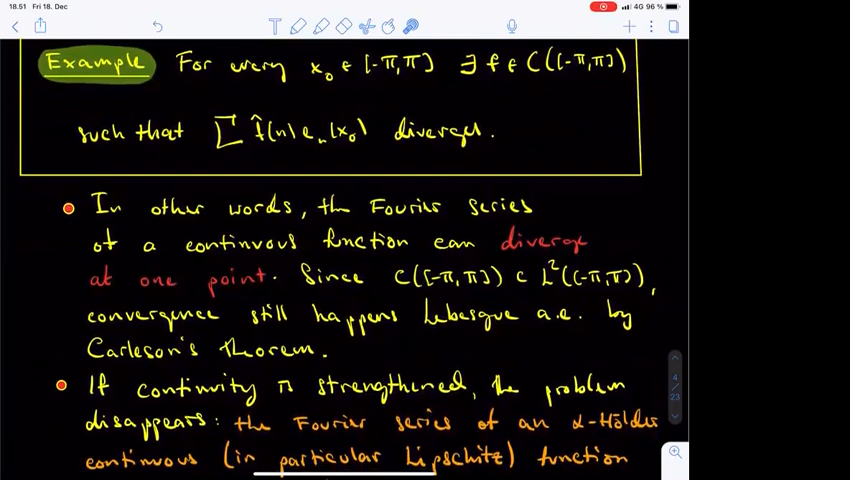 18.51 Fri 18. Dec
4G 96 %
Example For every x₀ ∈ [-π,π] ∃ f ∈ C([-π,π])
such that ∑ f̂(n) eₙ(x₀) diverges.
In other words, the Fourier series
of a continuous function can diverge
at one point. Since C([-π,π]) ⊂ L²([-π,π]),
convergence still happens Lebesgue a.e. by
Carleson's theorem.
If continuity is strengthened, the problem
disappears: the Fourier series of an α-Hölder
continuous (in particular Lipschitz) function
4
23